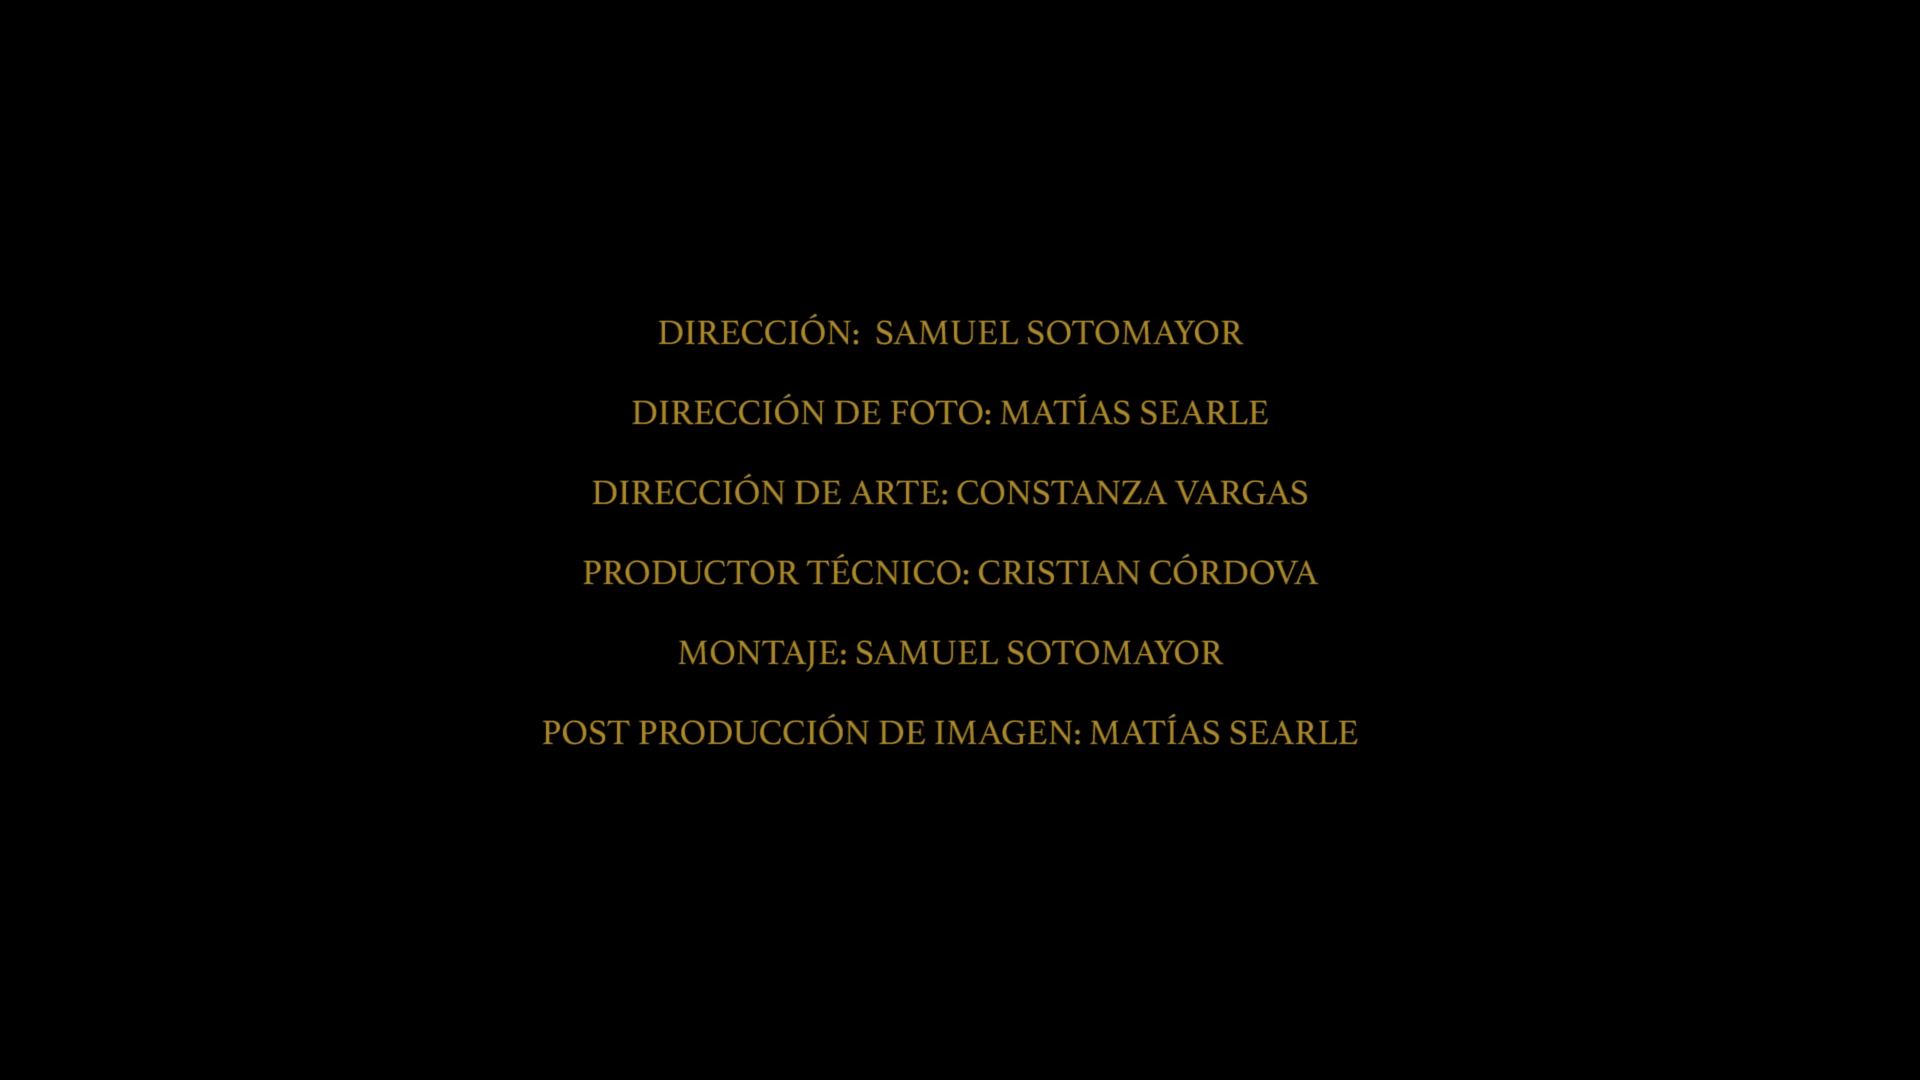 DIRECCIÓN: SAMUEL SOTOMAYOR
DIRECCIÓN DE FOTO: MATÍAS SEARLE
DIRECCIÓN DE ARTE: CONSTANZA VARGAS
PRODUCTOR TÉCNICO: CRISTIAN CÓRDOVA
MONTAJE: SAMUEL SOTOMAYOR
POST PRODUCCIÓN DE IMAGEN: MATÍAS SEARLE